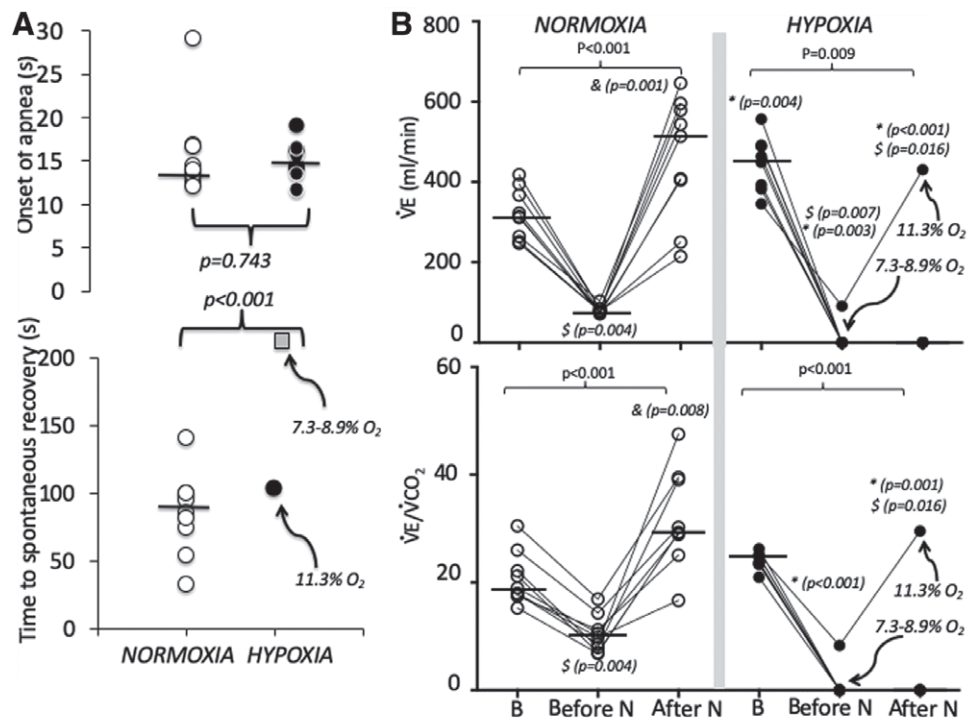 A
Onset of apnea (s)
30
25
20
15
10
5
0
p=0.743
p<0.001
Time to spontaneous recovery (s)
200
150
100
50
0
7.3-8.9% O₂
11.3% O₂
NORMOXIA HYPOXIA
B
NORMOXIA
HYPOXIA
V̇E (ml/min)
800
600
400
200
0
P<0.001
& (p=0.001)
$ (p=0.004)
P=0.009
* (p=0.004)
* (p<0.001)
$ (p=0.016)
$ (p=0.007)
* (p=0.003)
11.3% O₂
7.3-8.9% O₂
V̇E/V̇CO₂
60
40
20
0
p<0.001
& (p=0.008)
$ (p=0.004)
p<0.001
* (p=0.001)
$ (p=0.016)
* (p<0.001)
11.3% O₂
7.3-8.9% O₂
B Before N After N B Before N After N